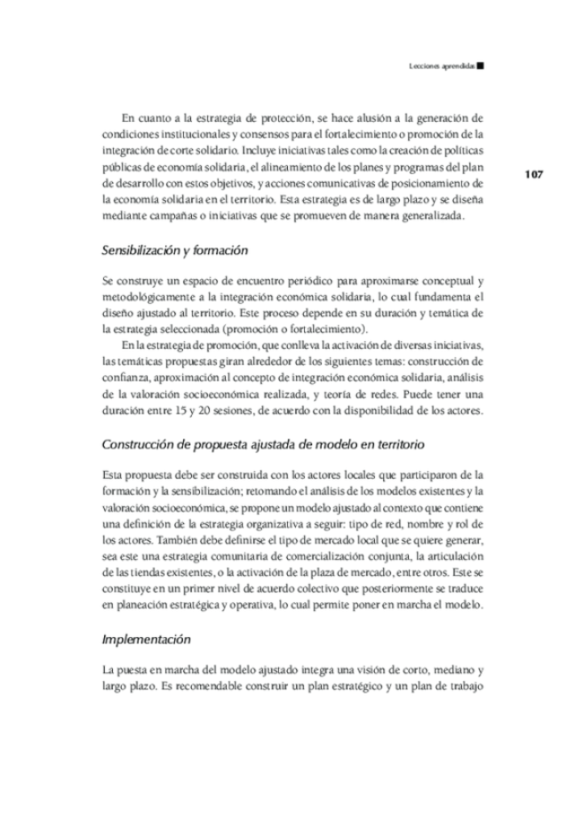 Lecciones aprendidas
107
En cuanto a la estrategia de protección, se hace alusión a la generación de
condiciones institucionales y consensos para el fortalecimiento o promoción de la
integración de corte solidario. Incluye iniciativas tales como la creación de políticas
públicas de economía solidaria, el alineamiento de los planes y programas del plan
de desarrollo con estos objetivos, y acciones comunicativas de posicionamiento de
la economía solidaria en el territorio. Esta estrategia es de largo plazo y se diseña
mediante campañas o iniciativas que se promueven de manera generalizada.
Sensibilización y formación
Se construye un espacio de encuentro periódico para aproximarse conceptual y
metodológicamente a la integración económica solidaria, lo cual fundamenta el
diseño ajustado al territorio. Este proceso depende en su duración y temática de
la estrategia seleccionada (promoción o fortalecimiento).
En la estrategia de promoción, que conlleva la activación de diversas iniciativas,
las temáticas propuestas giran alrededor de los siguientes temas: construcción de
confianza, aproximación al concepto de integración económica solidaria, análisis
de la valoración socioeconómica realizada, y teoría de redes. Puede tener una
duración entre 15 y 20 sesiones, de acuerdo con la disponibilidad de los actores.
Construcción de propuesta ajustada de modelo en territorio
Esta propuesta debe ser construida con los actores locales que participaron de la
formación y la sensibilización; retomando el análisis de los modelos existentes y la
valoración socioeconómica, se propone un modelo ajustado al contexto que contiene
una definición de la estrategia organizativa a seguir: tipo de red, nombre y rol de
los actores. También debe definirse el tipo de mercado local que se quiere generar,
sea este una estrategia comunitaria de comercialización conjunta, la articulación
de las tiendas existentes, o la activación de la plaza de mercado, entre otros. Este se
constituye en un primer nivel de acuerdo colectivo que posteriormente se traduce
en planeación estratégica y operativa, lo cual permite poner en marcha el modelo.
Implementación
La puesta en marcha del modelo ajustado integra una visión de corto, mediano y
largo plazo. Es recomendable construir un plan estratégico y un plan de trabajo